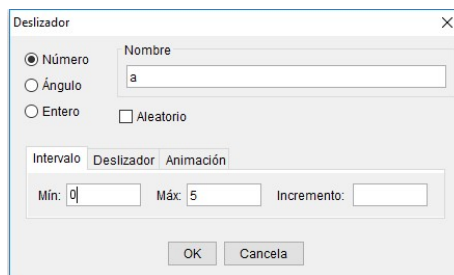 Deslizador
Número
Ángulo
Entero
Nombre
a
Aleatorio
Intervalo Deslizador Animación
Mín: 0 Máx: 5 Incremento:
OK Cancela